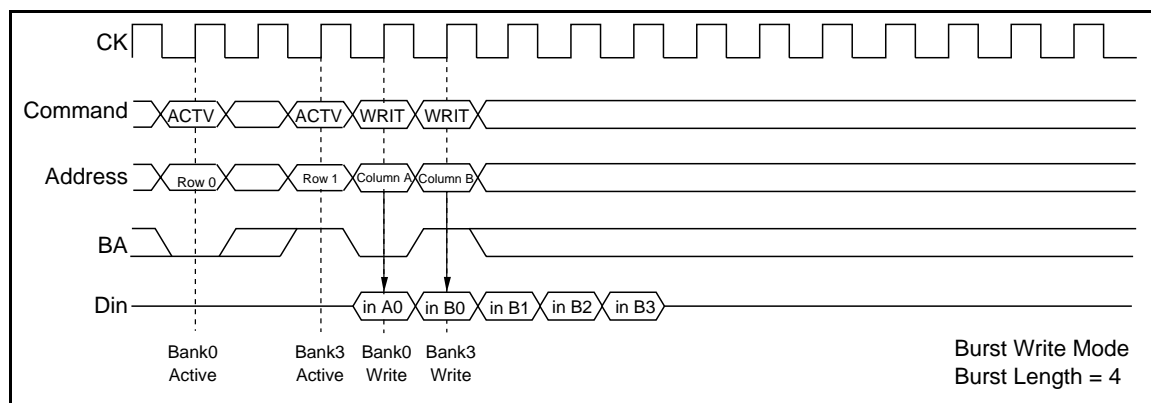 CK
Command ACTV ACTV WRIT WRIT
Address Row 0 Row 1 Column A Column B
BA
Din in A0 in B0 in B1 in B2 in B3
Bank0 Bank3 Bank0 Bank3
Active Active Write Write
Burst Write Mode
Burst Length = 4